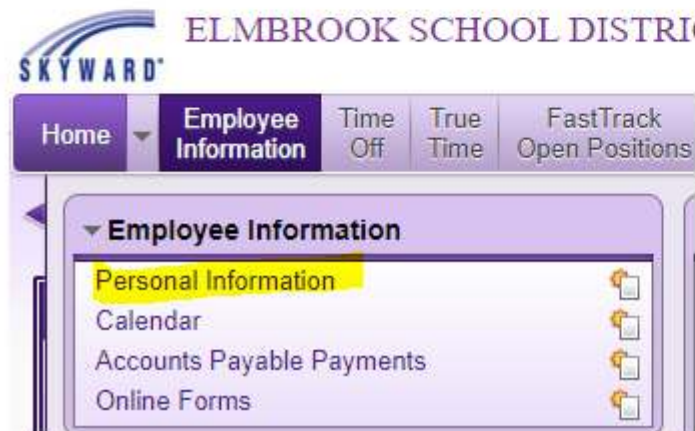 ELMBROOK SCHOOL
SKYWARD
Home
Employee
Information
Time
Off
True
Time
FastTrack
Open Positions
Employee Information
Personal Information
Calendar
Accounts Payable Payments
Online Forms